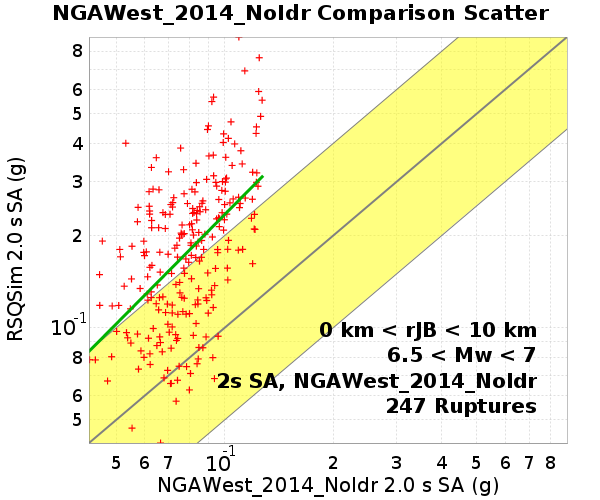 NGAWest_2014_NoIdr Comparison Scatter
RSQSim 2.0 s SA (g)
8
6
5
4
3
2
10-1
8
6
5
0 km < rJB < 10 km
6.5 < Mw < 7
2s SA, NGAWest_2014_NoIdr
247 Ruptures
5 6 7 10-1 2 3 4 5 6 7 8
NGAWest_2014_NoIdr 2.0 s SA (g)